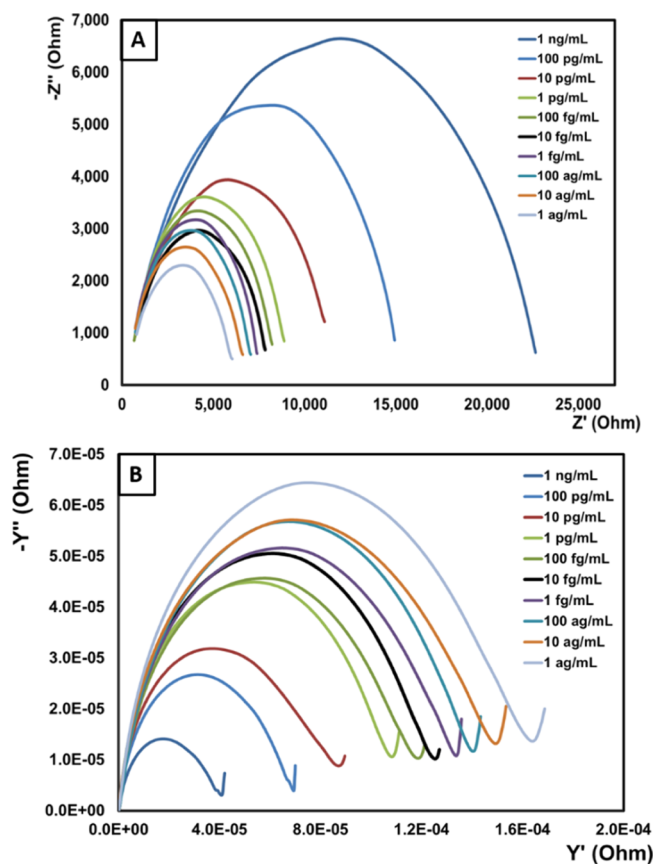 A
-Z" (Ohm)
7,000
6,000
5,000
4,000
3,000
2,000
1,000
0
0 5,000 10,000 15,000 20,000 25,000
Z' (Ohm)
1 ng/mL
100 pg/mL
10 pg/mL
1 pg/mL
100 fg/mL
10 fg/mL
1 fg/mL
100 ag/mL
10 ag/mL
1 ag/mL
B
-Y" (Ohm)
7.0E-05
6.0E-05
5.0E-05
4.0E-05
3.0E-05
2.0E-05
1.0E-05
0.0E+00
0.0E+00 4.0E-05 8.0E-05 1.2E-04 1.6E-04 2.0E-04
Y' (Ohm)
1 ng/mL
100 pg/mL
10 pg/mL
1 pg/mL
100 fg/mL
10 fg/mL
1 fg/mL
100 ag/mL
10 ag/mL
1 ag/mL